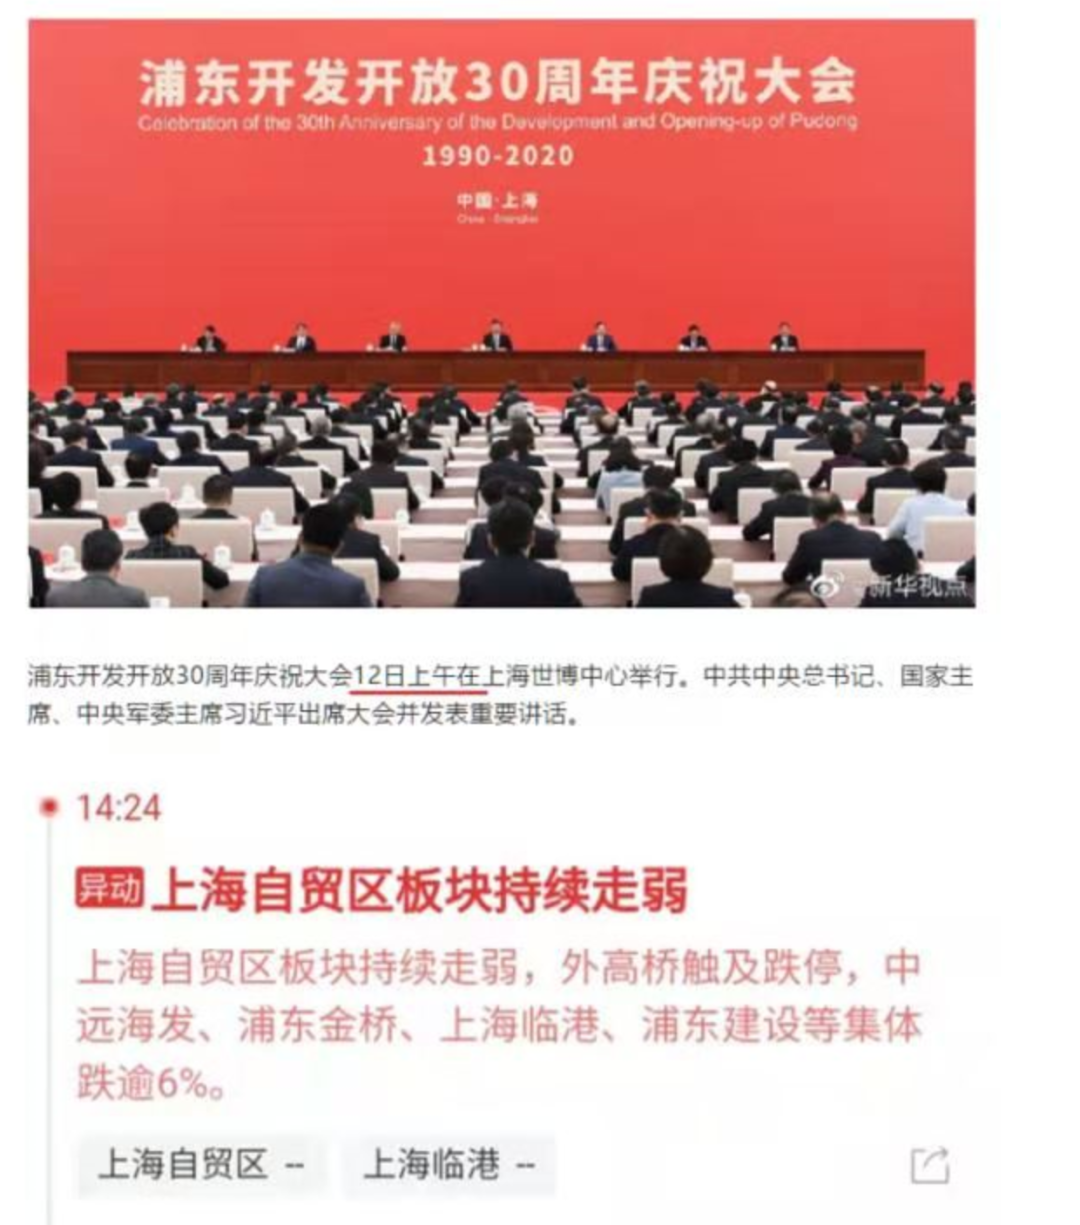 浦东开发开放30周年庆祝大会
Celebration of the 30th Anniversary of the Development and Opening-up of Pudong
1990-2020
中国·上海
China · Shanghai
@新华视点
浦东开发开放30周年庆祝大会12日上午在上海世博中心举行。中共中央总书记、国家主
席、中央军委主席习近平出席大会并发表重要讲话。
14:24
异动 上海自贸区板块持续走弱
上海自贸区板块持续走弱，外高桥触及跌停，中
远海发、浦东金桥、上海临港、浦东建设等集体
跌逾6%。
上海自贸区 -- 上海临港 --